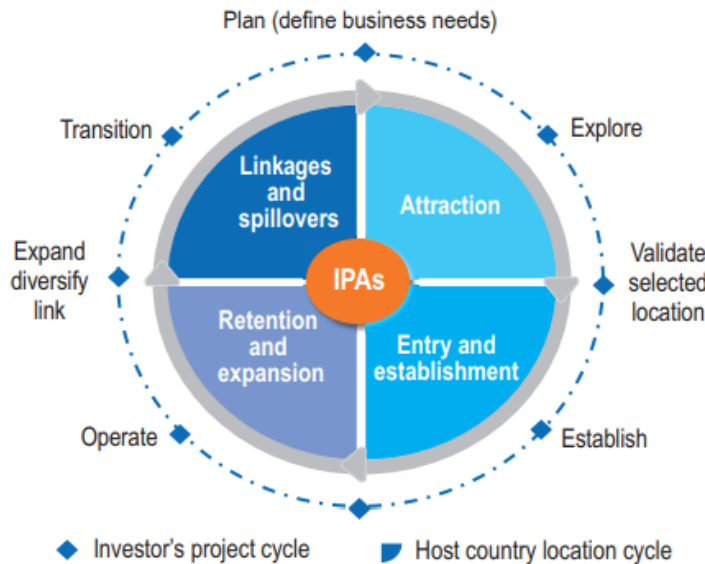 Plan (define business needs)
Transition
Explore
Linkages
and
spillovers
Attraction
Expand
diversify
link
IPAs
Validate
selected
location
Retention
and
expansion
Entry and
establishment
Operate
Establish
Investor's project cycle
Host country location cycle